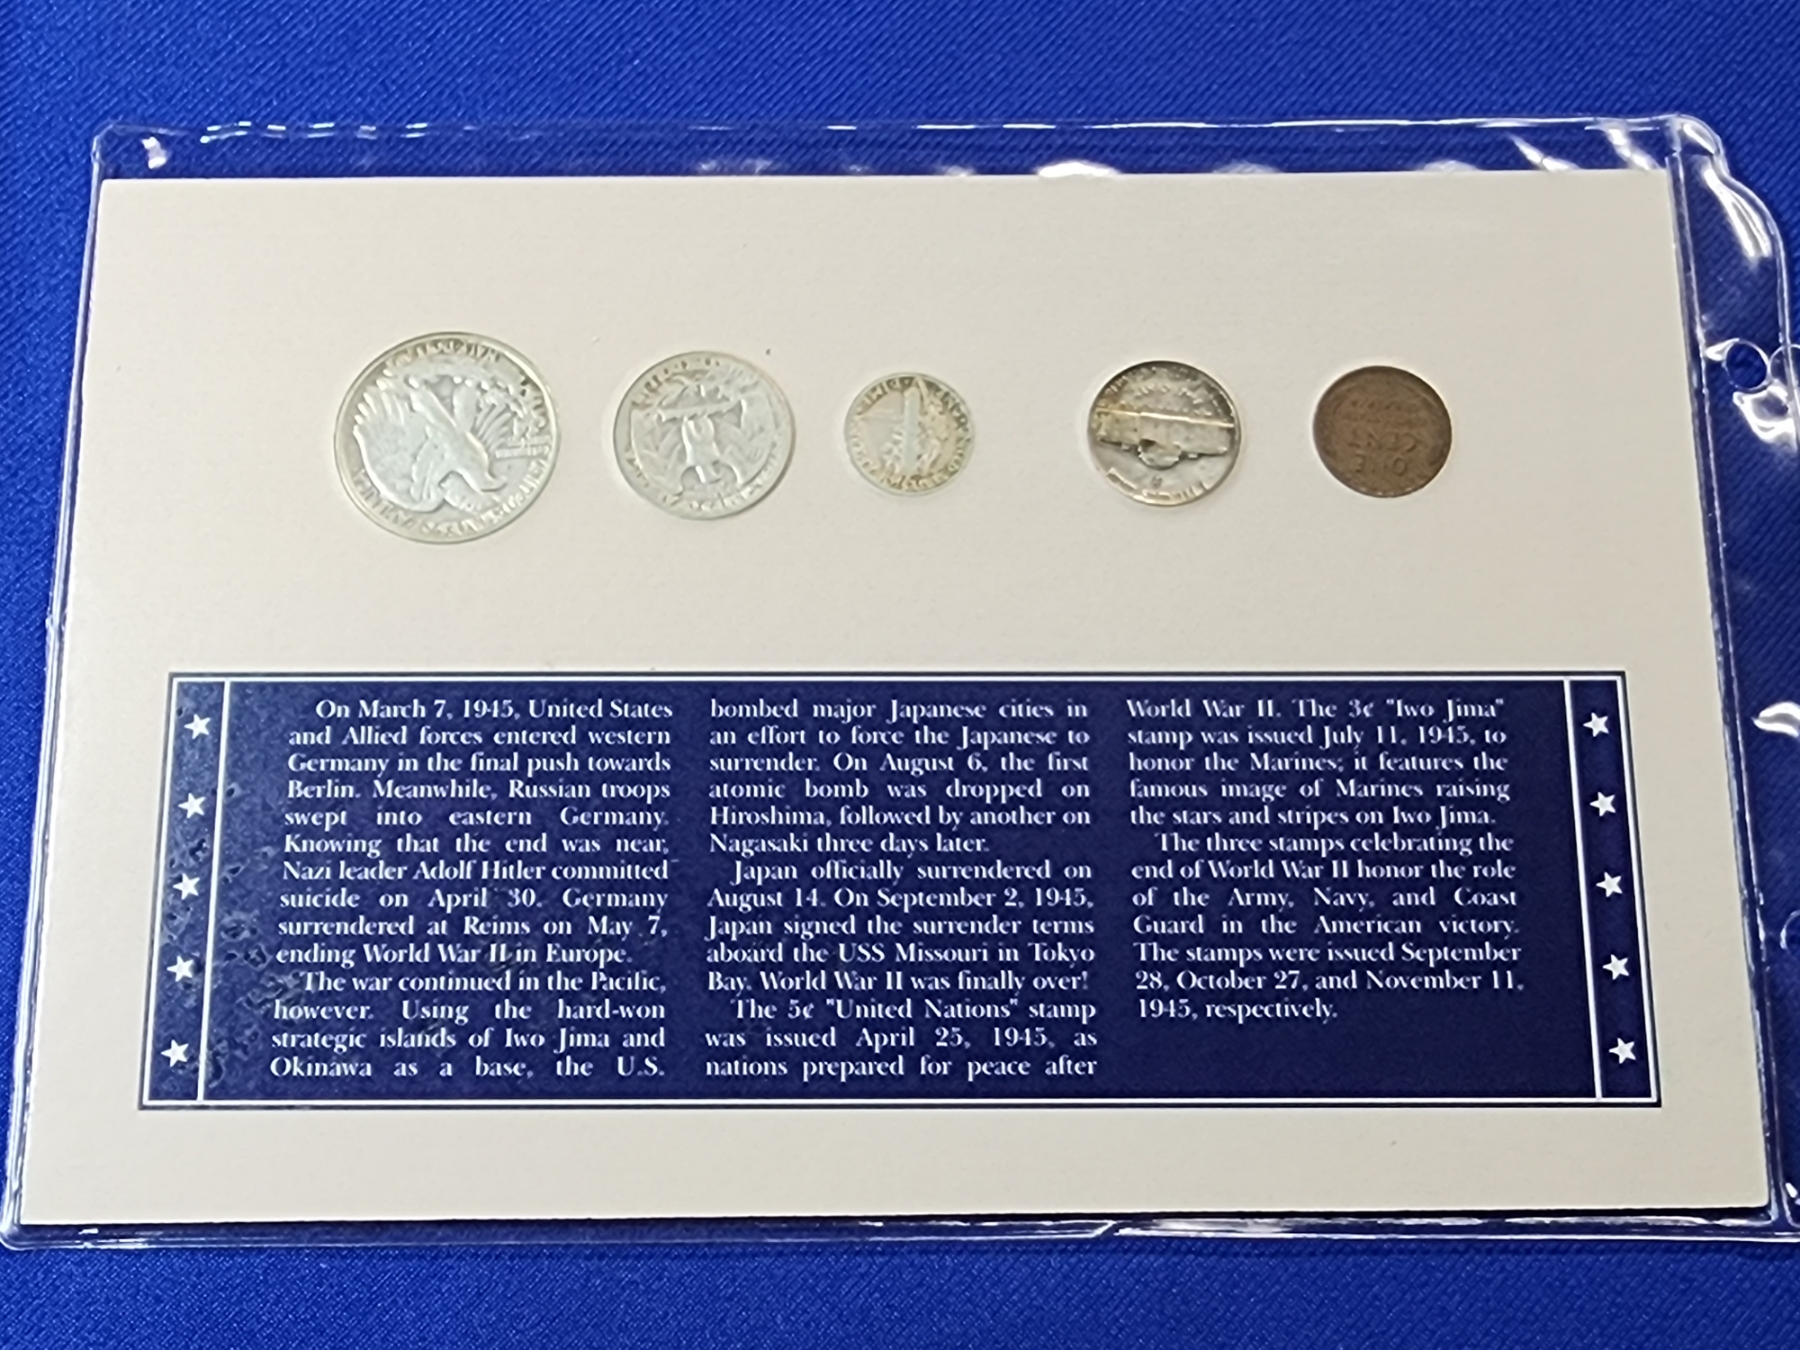 On March 7, 1945, United States
and Allied forces entered western
Germany in the final push towards
Berlin. Meanwhile, Russian troops
swept into eastern Germany.
Knowing that the end was near,
Nazi leader Adolf Hitler committed
suicide on April 30. Germany
surrendered at Reims on May 7,
ending World War II in Europe.
The war continued in the Pacific,
however. Using the hard-won
strategic islands of Iwo Jima and
Okinawa as a base, the U.S.
bombed major Japanese cities in
an effort to force the Japanese to
surrender. On August 6, the first
atomic bomb was dropped on
Hiroshima, followed by another on
Nagasaki three days later.
Japan officially surrendered on
August 14. On September 2, 1945,
Japan signed the surrender terms
aboard the USS Missouri in Tokyo
Bay. World War II was finally over!
The 5¢ "United Nations" stamp
was issued April 25, 1945, as
nations prepared for peace after
World War II. The 3¢ "Iwo Jima"
stamp was issued July 11, 1945, to
honor the Marines; it features the
famous image of Marines raising
the stars and stripes on Iwo Jima.
The three stamps celebrating the
end of World War II honor the role
of the Army, Navy, and Coast
Guard in the American victory.
The stamps were issued September
28, October 27, and November 11,
1945, respectively.
ONE
CENT